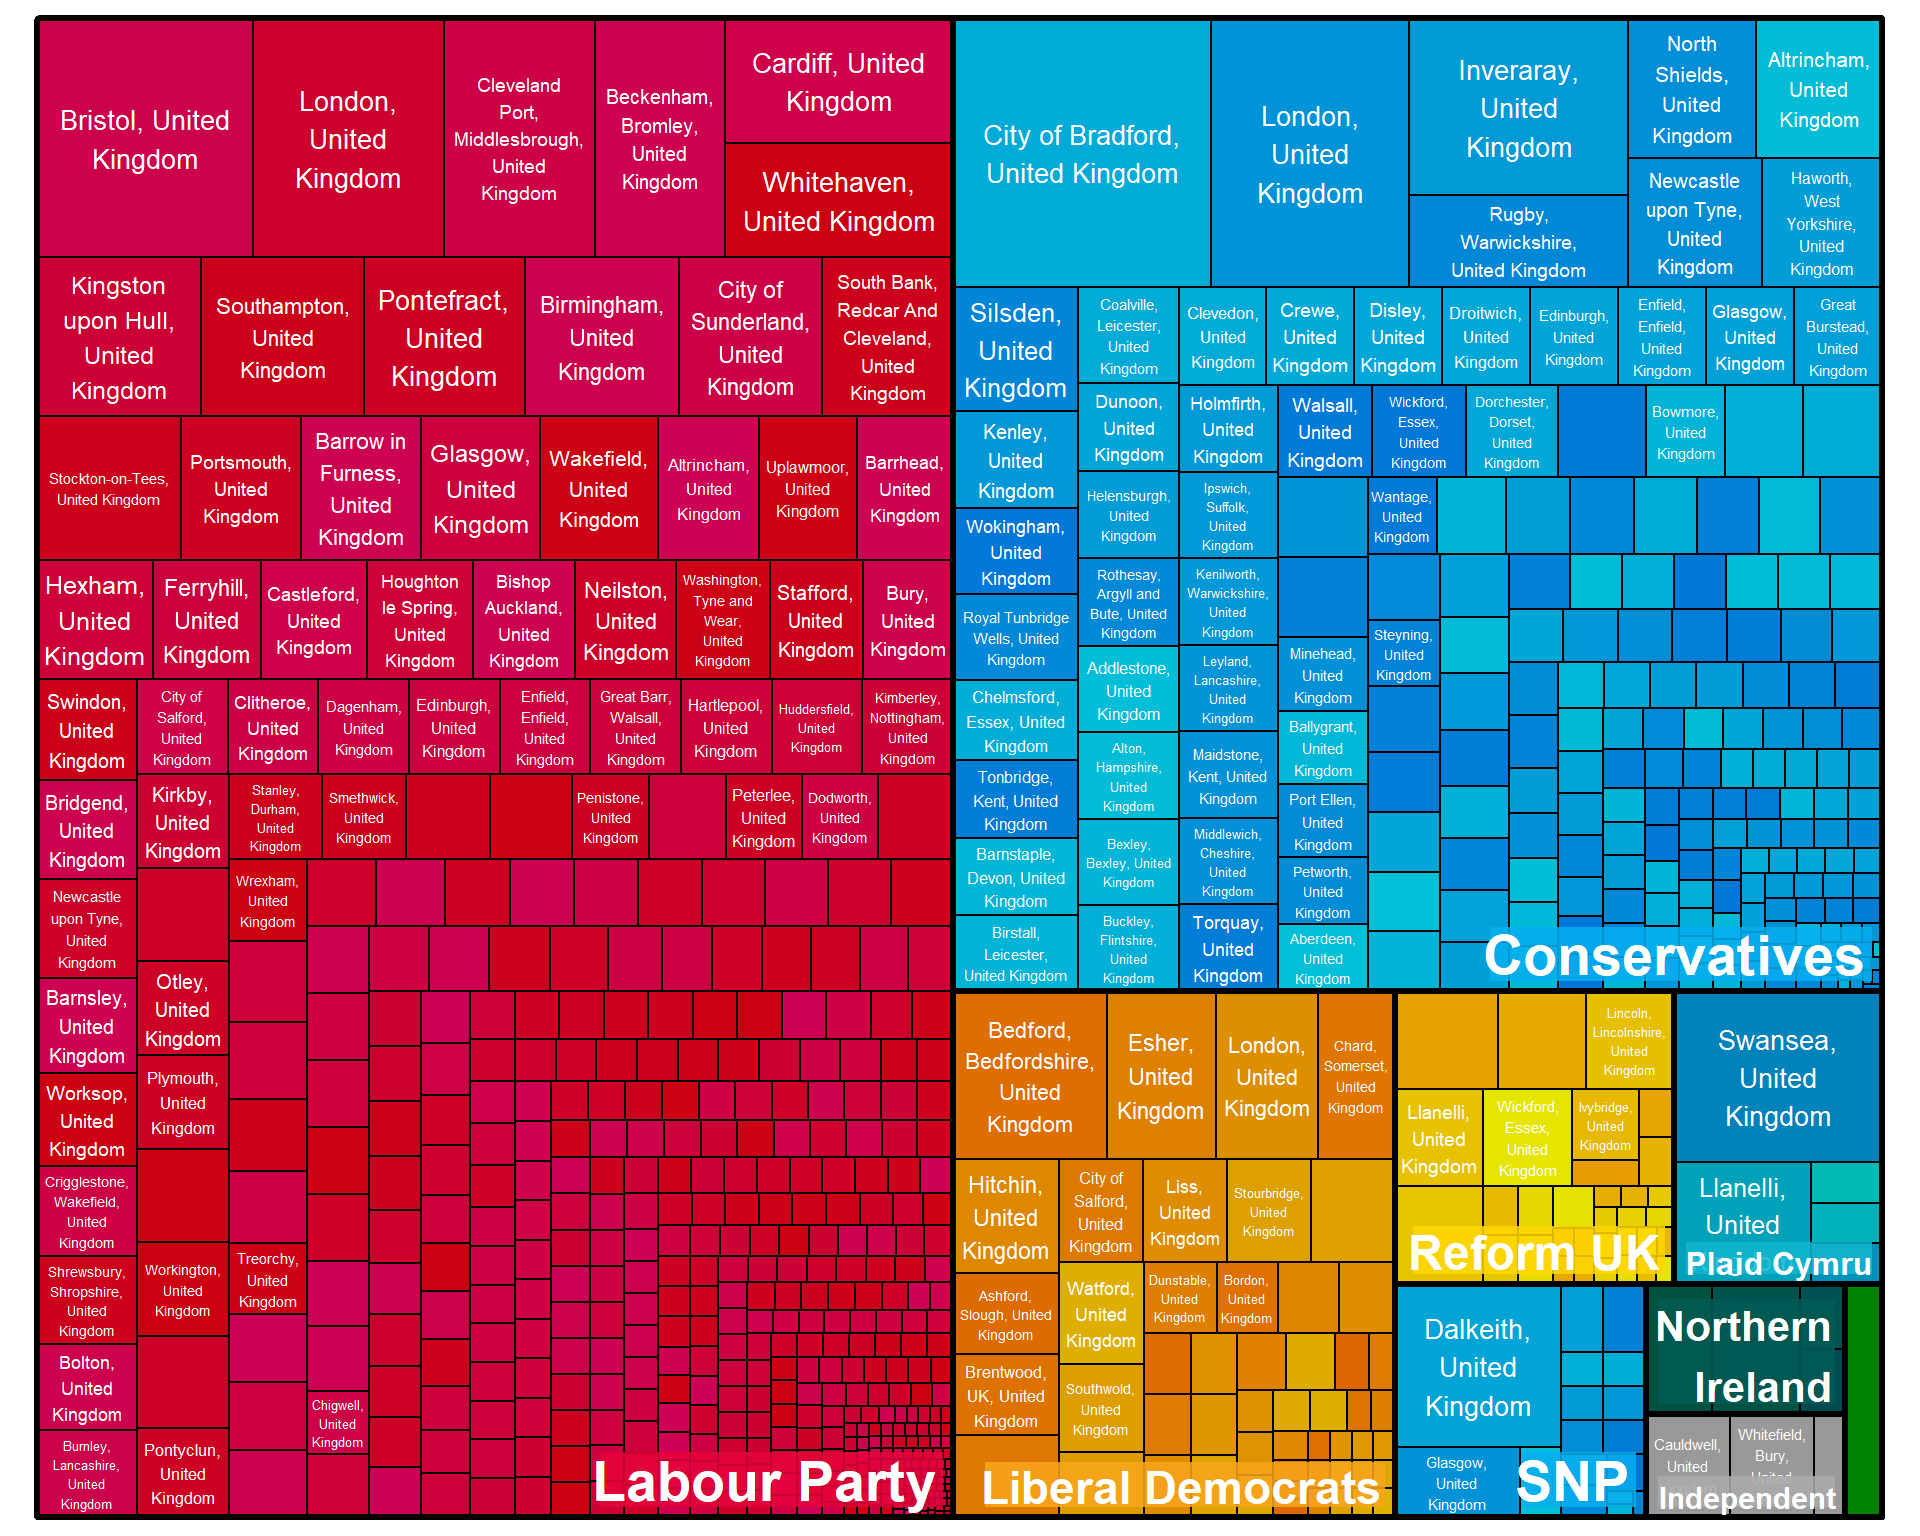 Bristol, United
Kingdom
London,
United
Kingdom
Cleveland
Port,
Middlesbrough,
United
Kingdom
Beckenham,
Bromley,
United
Kingdom
Cardiff, United
Kingdom
Whitehaven,
United Kingdom
Kingston
upon Hull,
United
Kingdom
Southampton,
United
Kingdom
Pontefract,
United
Kingdom
Birmingham,
United
Kingdom
City of
Sunderland,
United
Kingdom
South Bank,
Redcar And
Cleveland,
United
Kingdom
Stockton-on-Tees,
United Kingdom
Portsmouth,
United
Kingdom
Barrow in
Furness,
United
Kingdom
Glasgow,
United
Kingdom
Wakefield,
United
Kingdom
Altrincham,
United
Kingdom
Uplawmoor,
United
Kingdom
Barrhead,
United
Kingdom
Hexham,
United
Kingdom
Ferryhill,
United
Kingdom
Castleford,
United
Kingdom
Houghton
le Spring,
United
Kingdom
Bishop
Auckland,
United
Kingdom
Neilston,
United
Kingdom
Washington,
Tyne and
Wear,
United
Kingdom
Stafford,
United
Kingdom
Bury,
United
Kingdom
Swindon,
United
Kingdom
City of
Salford,
United
Kingdom
Clitheroe,
United
Kingdom
Dagenham,
United
Kingdom
Edinburgh,
United
Kingdom
Enfield,
Enfield,
United
Kingdom
Great Barr,
Walsall,
United
Kingdom
Hartlepool,
United
Kingdom
Huddersfield,
United
Kingdom
Kimberley,
Nottingham,
United
Kingdom
Bridgend,
United
Kingdom
Kirkby,
United
Kingdom
Stanley,
Durham,
United
Kingdom
Smethwick,
United
Kingdom
Penistone,
United
Kingdom
Peterlee,
United
Kingdom
Dodworth,
United
Kingdom
Newcastle
upon Tyne,
United
Kingdom
Wrexham,
United
Kingdom
Barnsley,
United
Kingdom
Otley,
United
Kingdom
Worksop,
United
Kingdom
Plymouth,
United
Kingdom
Crigglestone,
Wakefield,
United
Kingdom
Shrewsbury,
Shropshire,
United
Kingdom
Workington,
United
Kingdom
Treorchy,
United
Kingdom
Bolton,
United
Kingdom
Chigwell,
United
Kingdom
Burnley,
Lancashire,
United
Kingdom
Pontyclun,
United
Kingdom
Labour Party
City of Bradford,
United Kingdom
London,
United
Kingdom
Inveraray,
United
Kingdom
Rugby,
Warwickshire,
United Kingdom
North
Shields,
United
Kingdom
Altrincham,
United
Kingdom
Newcastle
upon Tyne,
United
Kingdom
Haworth,
West
Yorkshire,
United
Kingdom
Silsden,
United
Kingdom
Coalville,
Leicester,
United
Kingdom
Clevedon,
United
Kingdom
Crewe,
United
Kingdom
Disley,
United
Kingdom
Droitwich,
United
Kingdom
Edinburgh,
United
Kingdom
Enfield,
Enfield,
United
Kingdom
Glasgow,
United
Kingdom
Great
Burstead,
United
Kingdom
Kenley,
United
Kingdom
Dunoon,
United
Kingdom
Holmfirth,
United
Kingdom
Walsall,
United
Kingdom
Wickford,
Essex,
United
Kingdom
Dorchester,
Dorset,
United
Kingdom
Bowmore,
United
Kingdom
Wokingham,
United
Kingdom
Helensburgh,
United
Kingdom
Ipswich,
Suffolk,
United
Kingdom
Wantage,
United
Kingdom
Royal Tunbridge
Wells, United
Kingdom
Rothesay,
Argyll and
Bute, United
Kingdom
Kenilworth,
Warwickshire,
United
Kingdom
Minehead,
United
Kingdom
Steyning,
United
Kingdom
Chelmsford,
Essex, United
Kingdom
Addlestone,
United
Kingdom
Leyland,
Lancashire,
United
Kingdom
Ballygrant,
United
Kingdom
Tonbridge,
Kent, United
Kingdom
Alton,
Hampshire,
United
Kingdom
Maidstone,
Kent, United
Kingdom
Port Ellen,
United
Kingdom
Barnstaple,
Devon, United
Kingdom
Bexley,
Bexley, United
Kingdom
Middlewich,
Cheshire,
United
Kingdom
Petworth,
United
Kingdom
Birstall,
Leicester,
United Kingdom
Buckley,
Flintshire,
United
Kingdom
Torquay,
United
Kingdom
Aberdeen,
United
Kingdom
Conservatives
Bedford,
Bedfordshire,
United
Kingdom
Esher,
United
Kingdom
London,
United
Kingdom
Chard,
Somerset,
United
Kingdom
Hitchin,
United
Kingdom
City of
Salford,
United
Kingdom
Liss,
United
Kingdom
Stourbridge,
United
Kingdom
Ashford,
Slough, United
Kingdom
Watford,
United
Kingdom
Dunstable,
United
Kingdom
Bordon,
United
Kingdom
Brentwood,
UK, United
Kingdom
Southwold,
United
Kingdom
Liberal Democrats
Lincoln,
Lincolnshire,
United
Kingdom
Llanelli,
United
Kingdom
Wickford,
Essex,
United
Kingdom
Ivybridge,
United
Kingdom
Reform UK
Swansea,
United
Kingdom
Llanelli,
United
Plaid Cymru
Dalkeith,
United
Kingdom
Glasgow,
United
Kingdom
SNP
Northern
Ireland
Cauldwell,
United
Whitefield,
Bury,
United
Independent